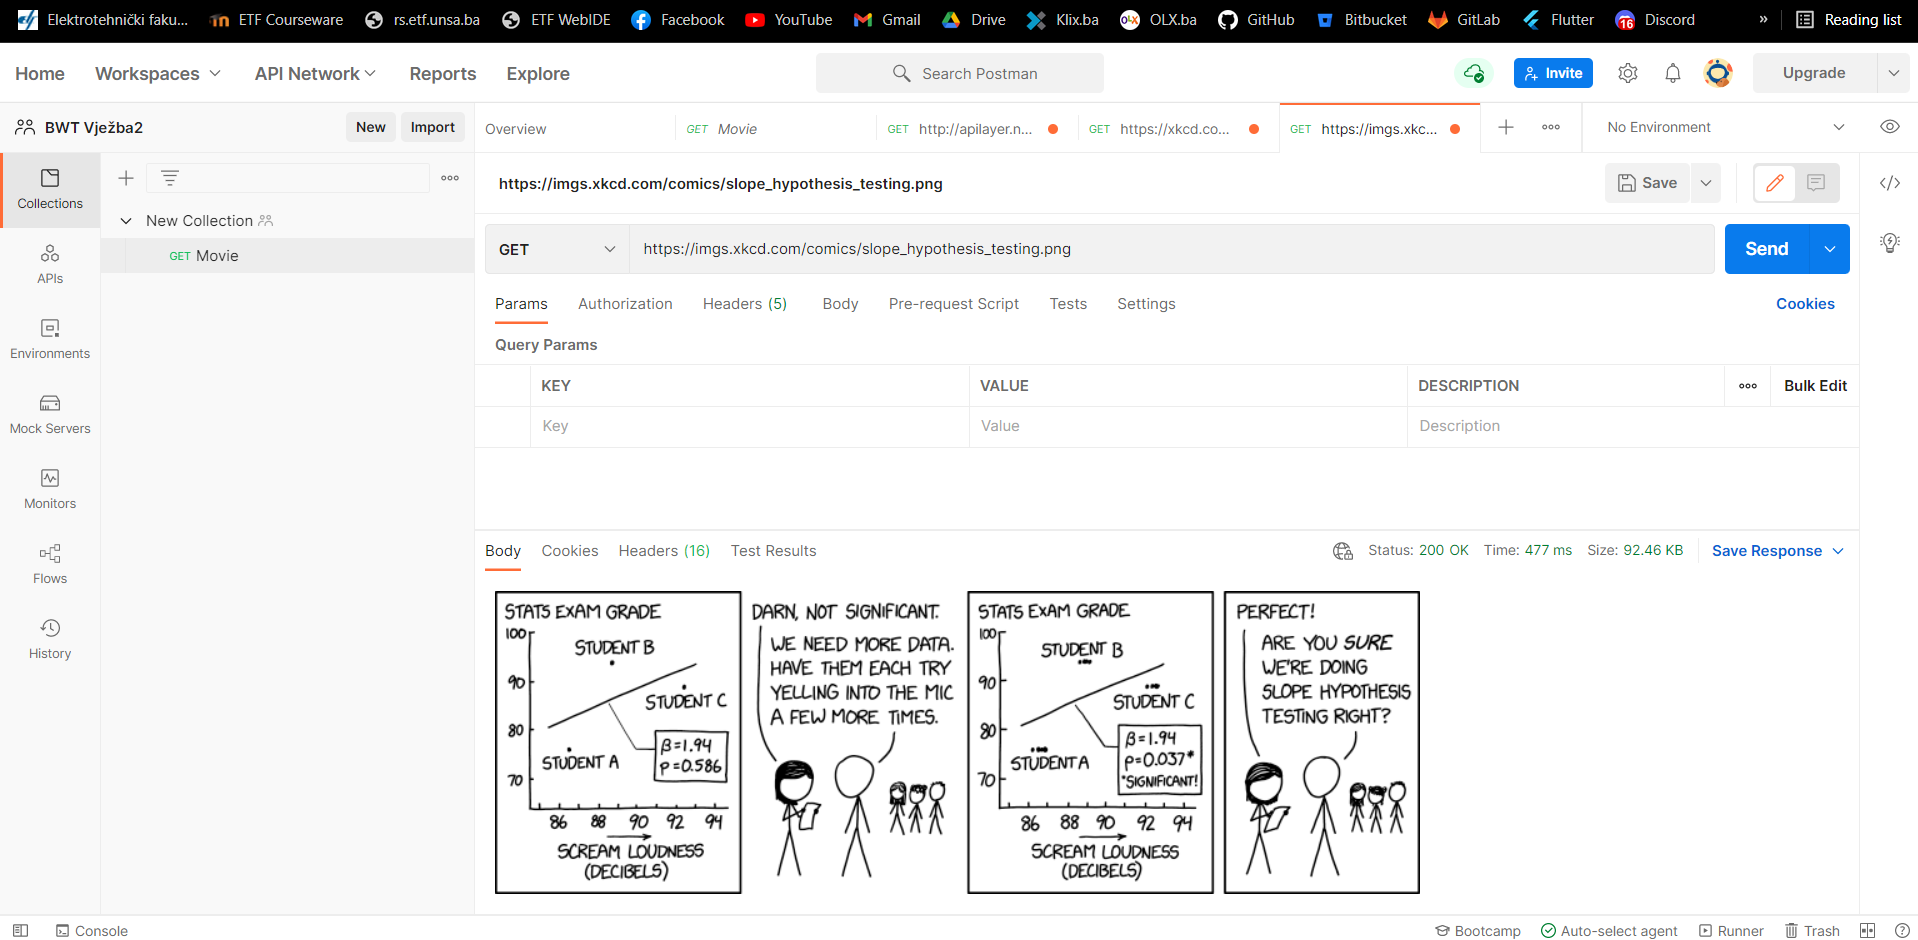 Elektrotehnički faku...
ETF Courseware
rs.etf.unsa.ba
ETF WebIDE
Facebook
YouTube
Gmail
Drive
Klix.ba
OLX.ba
GitHub
Bitbucket
GitLab
Flutter
16
Discord
»
Reading list
Home
Workspaces
API Network
Reports
Explore
Search Postman
Invite
Upgrade
BWT Vježba2
New
Import
Overview
GET Movie
GET http://apilayer.n...
GET https://xkcd.co...
GET https://imgs.xkc...
No Environment
Collections
APIs
Environments
Mock Servers
Monitors
Flows
History
New Collection
GET Movie
https://imgs.xkcd.com/comics/slope_hypothesis_testing.png
Save
GET
https://imgs.xkcd.com/comics/slope_hypothesis_testing.png
Send
Params
Authorization
Headers (5)
Body
Pre-request Script
Tests
Settings
Cookies
Query Params
KEY
VALUE
DESCRIPTION
Bulk Edit
Key
Value
Description
Body
Cookies
Headers (16)
Test Results
Status: 200 OK
Time: 477 ms
Size: 92.46 KB
Save Response
STATS EXAM GRADE
100
90
80
70
STUDENT B
STUDENT C
STUDENT A
β=1.94
P=0.586
86 88 90 92 94
SCREAM LOUDNESS
(DECIBELS)
DARN, NOT SIGNIFICANT.
WE NEED MORE DATA.
HAVE THEM EACH TRY
YELLING INTO THE MIC
A FEW MORE TIMES.
STATS EXAM GRADE
100
90
80
70
STUDENT B
STUDENT C
STUDENT A
β=1.94
P=0.037*
*SIGNIFICANT!
86 88 90 92 94
SCREAM LOUDNESS
(DECIBELS)
PERFECT!
ARE YOU SURE
WE'RE DOING
SLOPE HYPOTHESIS
TESTING RIGHT?
Console
Bootcamp
Auto-select agent
Runner
Trash